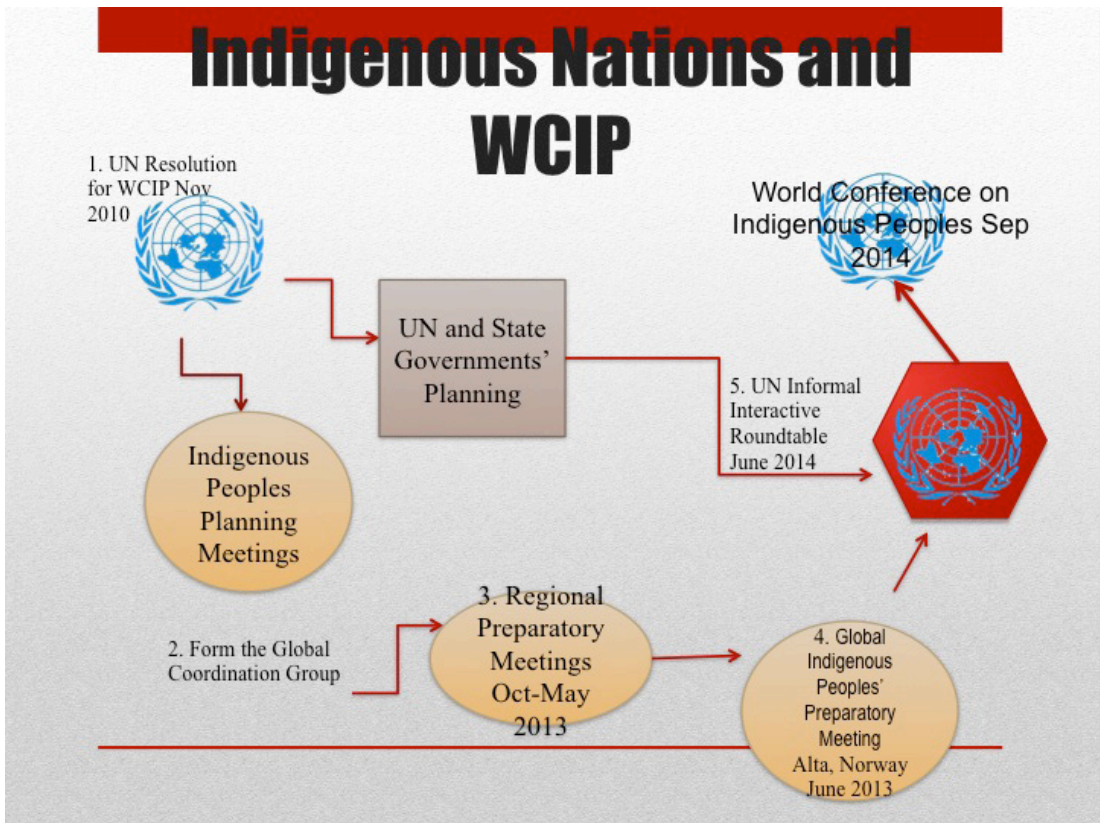 Indigenous Nations and
WCIP
1. UN Resolution
for WCIP Nov
2010
World Conference on
Indigenous Peoples Sep
2014
UN and State
Governments’
Planning
5. UN Informal
Interactive
Roundtable
June 2014
Indigenous
Peoples
Planning
Meetings
2. Form the Global
Coordination Group
3. Regional
Preparatory
Meetings
Oct-May
2013
4. Global
Indigenous
Peoples’
Preparatory
Meeting
Alta, Norway
June 2013